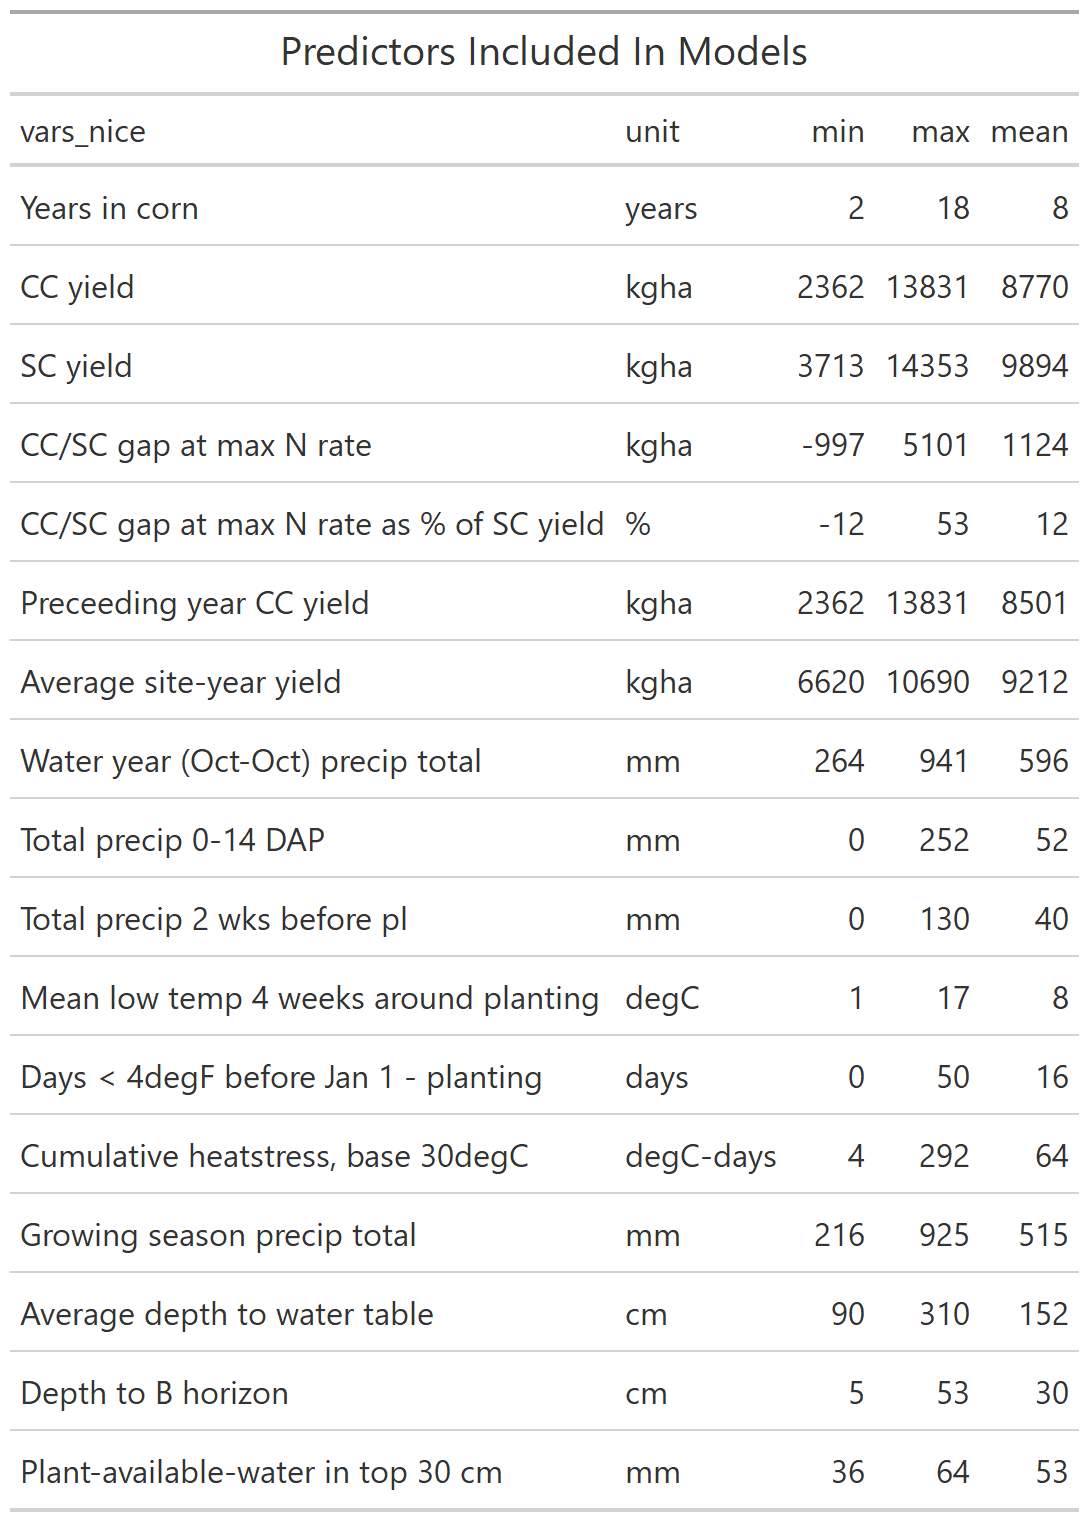 Predictors Included In Models
vars_nice unit min max mean
Years in corn years 2 18 8
CC yield kgha 2362 13831 8770
SC yield kgha 3713 14353 9894
CC/SC gap at max N rate kgha -997 5101 1124
CC/SC gap at max N rate as % of SC yield % -12 53 12
Preceeding year CC yield kgha 2362 13831 8501
Average site-year yield kgha 6620 10690 9212
Water year (Oct-Oct) precip total mm 264 941 596
Total precip 0-14 DAP mm 0 252 52
Total precip 2 wks before pl mm 0 130 40
Mean low temp 4 weeks around planting degC 1 17 8
Days < 4degF before Jan 1 - planting days 0 50 16
Cumulative heatstress, base 30degC degC-days 4 292 64
Growing season precip total mm 216 925 515
Average depth to water table cm 90 310 152
Depth to B horizon cm 5 53 30
Plant-available-water in top 30 cm mm 36 64 53